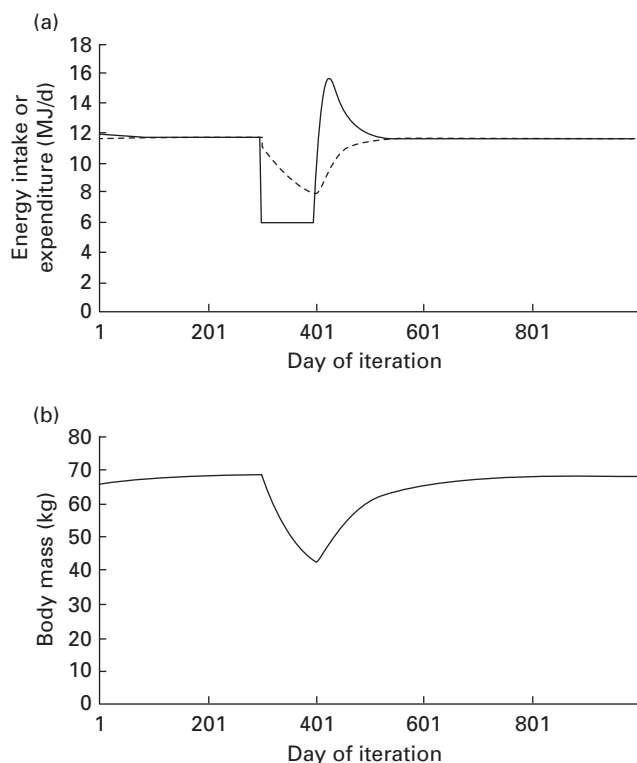 (a)
18
16
14
12
10
8
6
4
2
0
Energy intake or
expenditure (MJ/d)
1 201 401 601 801
Day of iteration
(b)
80
70
60
50
40
30
20
10
0
Body mass (kg)
1 201 401 601 801
Day of iteration